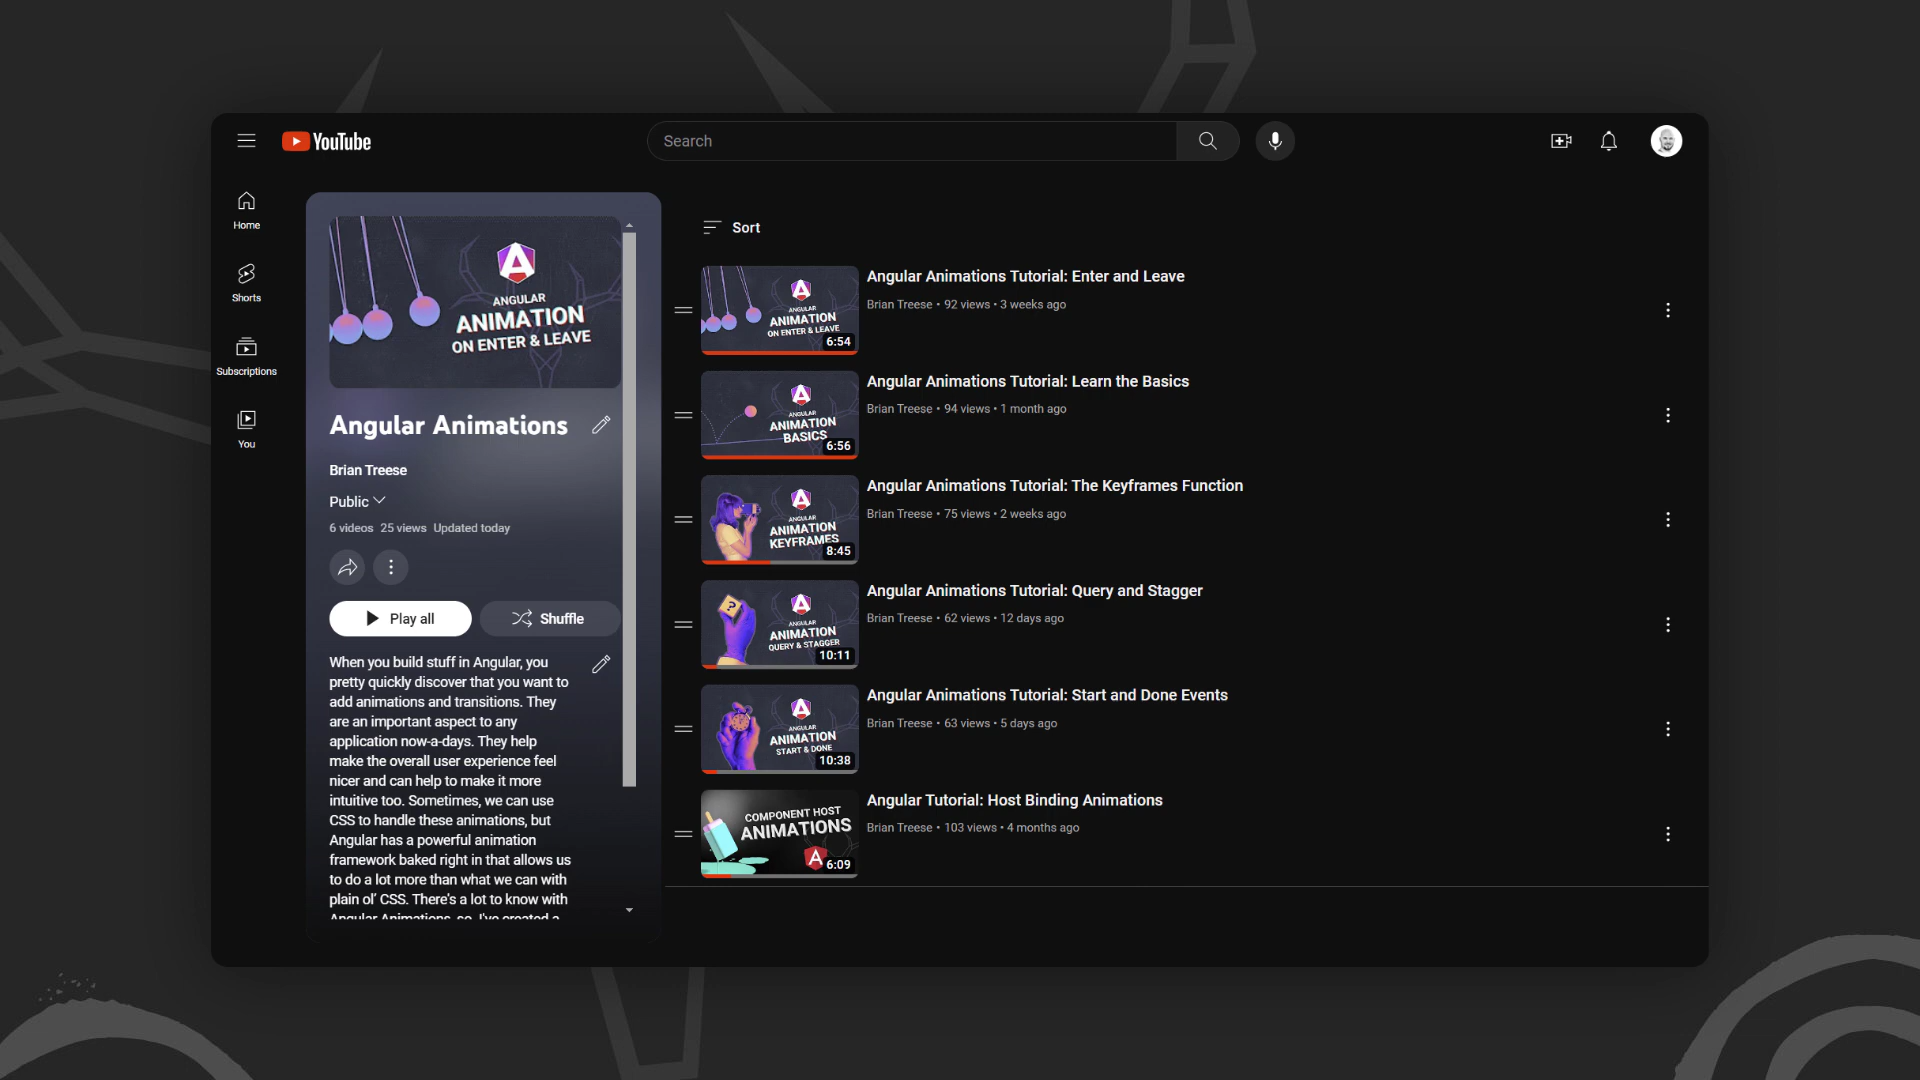 YouTube
Search
Home
Shorts
Subscriptions
You
ANGULAR
ANIMATION
ON ENTER & LEAVE
Angular Animations
Brian Treese
Public
6 videos 25 views Updated today
Play all
Shuffle
When you build stuff in Angular, you
pretty quickly discover that you want to
add animations and transitions. They
are an important aspect to any
application now-a-days. They help
make the overall user experience feel
nicer and can help to make it more
intuitive too. Sometimes, we can use
CSS to handle these animations, but
Angular has a powerful animation
framework baked right in that allows us
to do a lot more than what we can with
plain ol’ CSS. There's a lot to know with
Angular Animations, so, I've created a
Sort
ANGULAR
ANIMATION
ON ENTER & LEAVE
6:54
Angular Animations Tutorial: Enter and Leave
Brian Treese • 92 views • 3 weeks ago
ANGULAR
ANIMATION
BASICS
6:56
Angular Animations Tutorial: Learn the Basics
Brian Treese • 94 views • 1 month ago
ANGULAR
ANIMATION
KEYFRAMES
8:45
Angular Animations Tutorial: The Keyframes Function
Brian Treese • 75 views • 2 weeks ago
?
ANGULAR
ANIMATION
QUERY & STAGGER
10:11
Angular Animations Tutorial: Query and Stagger
Brian Treese • 62 views • 12 days ago
ANGULAR
ANIMATION
START & DONE
10:38
Angular Animations Tutorial: Start and Done Events
Brian Treese • 63 views • 5 days ago
COMPONENT HOST
ANIMATIONS
6:09
Angular Tutorial: Host Binding Animations
Brian Treese • 103 views • 4 months ago